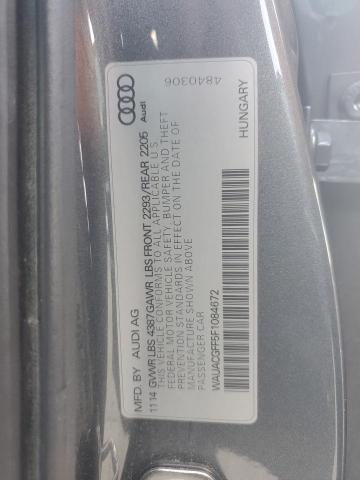 MFD. BY AUDI AG
11 14 GVWR LBS 4387 GAWR LBS FRONT 2293/REAR 2205
THIS VEHICLE CONFORMS TO ALL APPLICABLE U.S.
FEDERAL MOTOR VEHICLE SAFETY, BUMPER AND THEFT
PREVENTION STANDARDS IN EFFECT ON THE DATE OF
MANUFACTURE SHOWN ABOVE
PASSENGER CAR
WAUACGFF5F1084672
HUNGARY
Audi
4840306